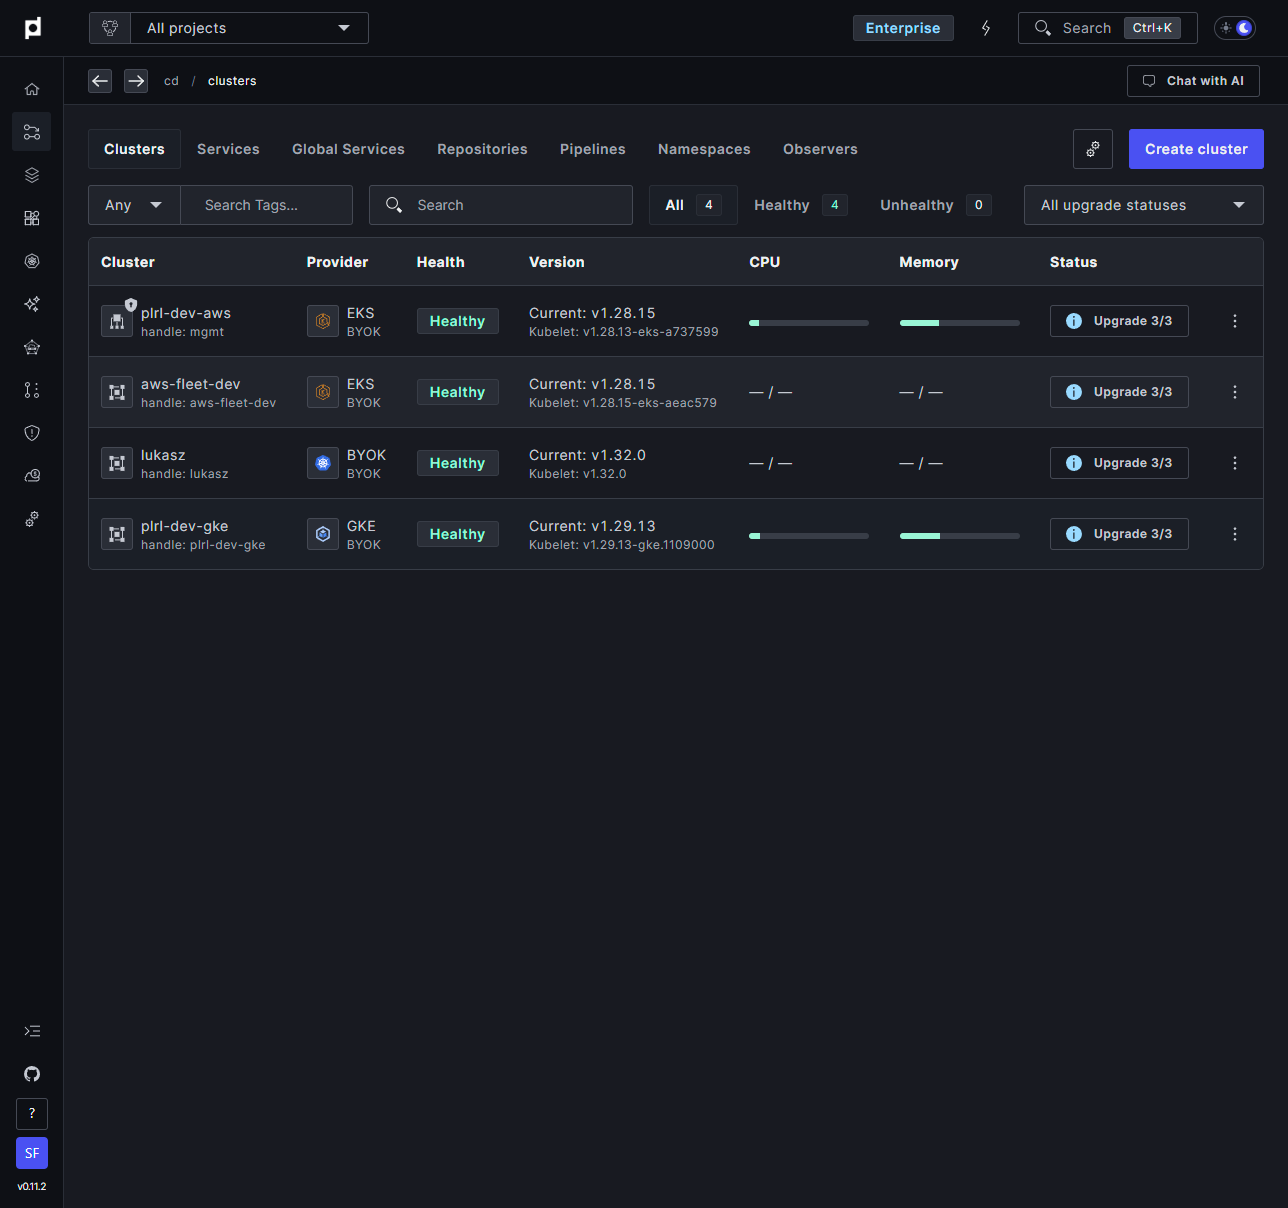 All projects
Enterprise
Search Ctrl+K
cd / clusters
Chat with AI
Clusters Services Global Services Repositories Pipelines Namespaces Observers
Create cluster
Any Search Tags... Search All 4 Healthy 4 Unhealthy 0 All upgrade statuses
Cluster Provider Health Version CPU Memory Status
plrl-dev-aws EKS Healthy Current: v1.28.15 Upgrade 3/3
handle: mgmt BYOK Kubelet: v1.28.13-eks-a737599
aws-fleet-dev EKS Healthy Current: v1.28.15 — / — — / — Upgrade 3/3
handle: aws-fleet-dev BYOK Kubelet: v1.28.15-eks-aeac579
lukasz BYOK Healthy Current: v1.32.0 — / — — / — Upgrade 3/3
handle: lukasz BYOK Kubelet: v1.32.0
plrl-dev-gke GKE Healthy Current: v1.29.13 Upgrade 3/3
handle: plrl-dev-gke BYOK Kubelet: v1.29.13-gke.1109000
?
SF
v0.11.2